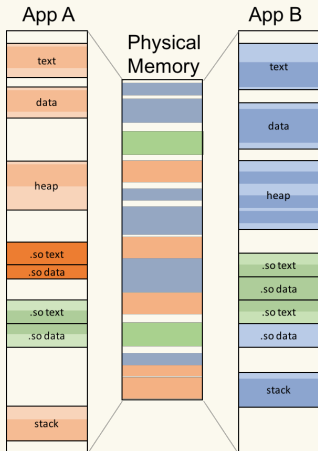 App A
text
data
heap
.so text
.so data
.so text
.so data
stack
Physical
Memory
App B
text
data
heap
.so text
.so data
.so text
.so data
stack